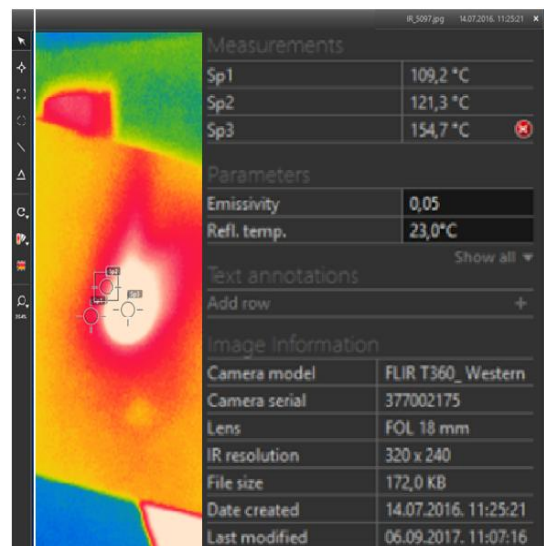 IR_5097.jpg 14.07.2016. 11:25:21
Measurements
Sp1 109,2 °C
Sp2 121,3 °C
Sp3 154,7 °C
Parameters
Emissivity 0,05
Refl. temp. 23,0°C
Show all
Text annotations
Add row +
Image Information
Camera model FLIR T360_ Western
Camera serial 377002175
Lens FOL 18 mm
IR resolution 320 x 240
File size 172,0 KB
Date created 14.07.2016. 11:25:21
Last modified 06.09.2017. 11:07:16
Sp2
Sp1
Sp3